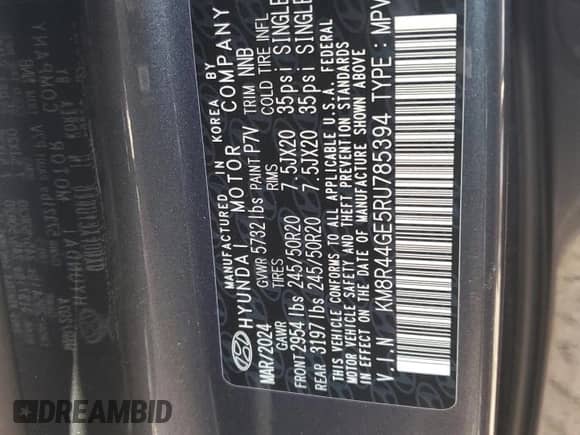 MANUFACTURED IN KOREA BY
HYUNDAI MOTOR COMPANY
MAR/2024 GVWR 5732 lbs PAINT P7V TRIM NNB
GAWR TIRES RIMS COLD TIRE INFL
FRONT 2954 lbs 245/50R20 7.5JX20 35psi SINGLE
REAR 3197 lbs 245/50R20 7.5JX20 35psi SINGLE
THIS VEHICLE CONFORMS TO ALL APPLICABLE U.S.A. FEDERAL
MOTOR VEHICLE SAFETY AND THEFT PREVENTION STANDARDS
IN EFFECT ON THE DATE OF MANUFACTURE SHOWN ABOVE
V.I.N KM8R44GE5RU785394 TYPE : MPV
DREAMBID